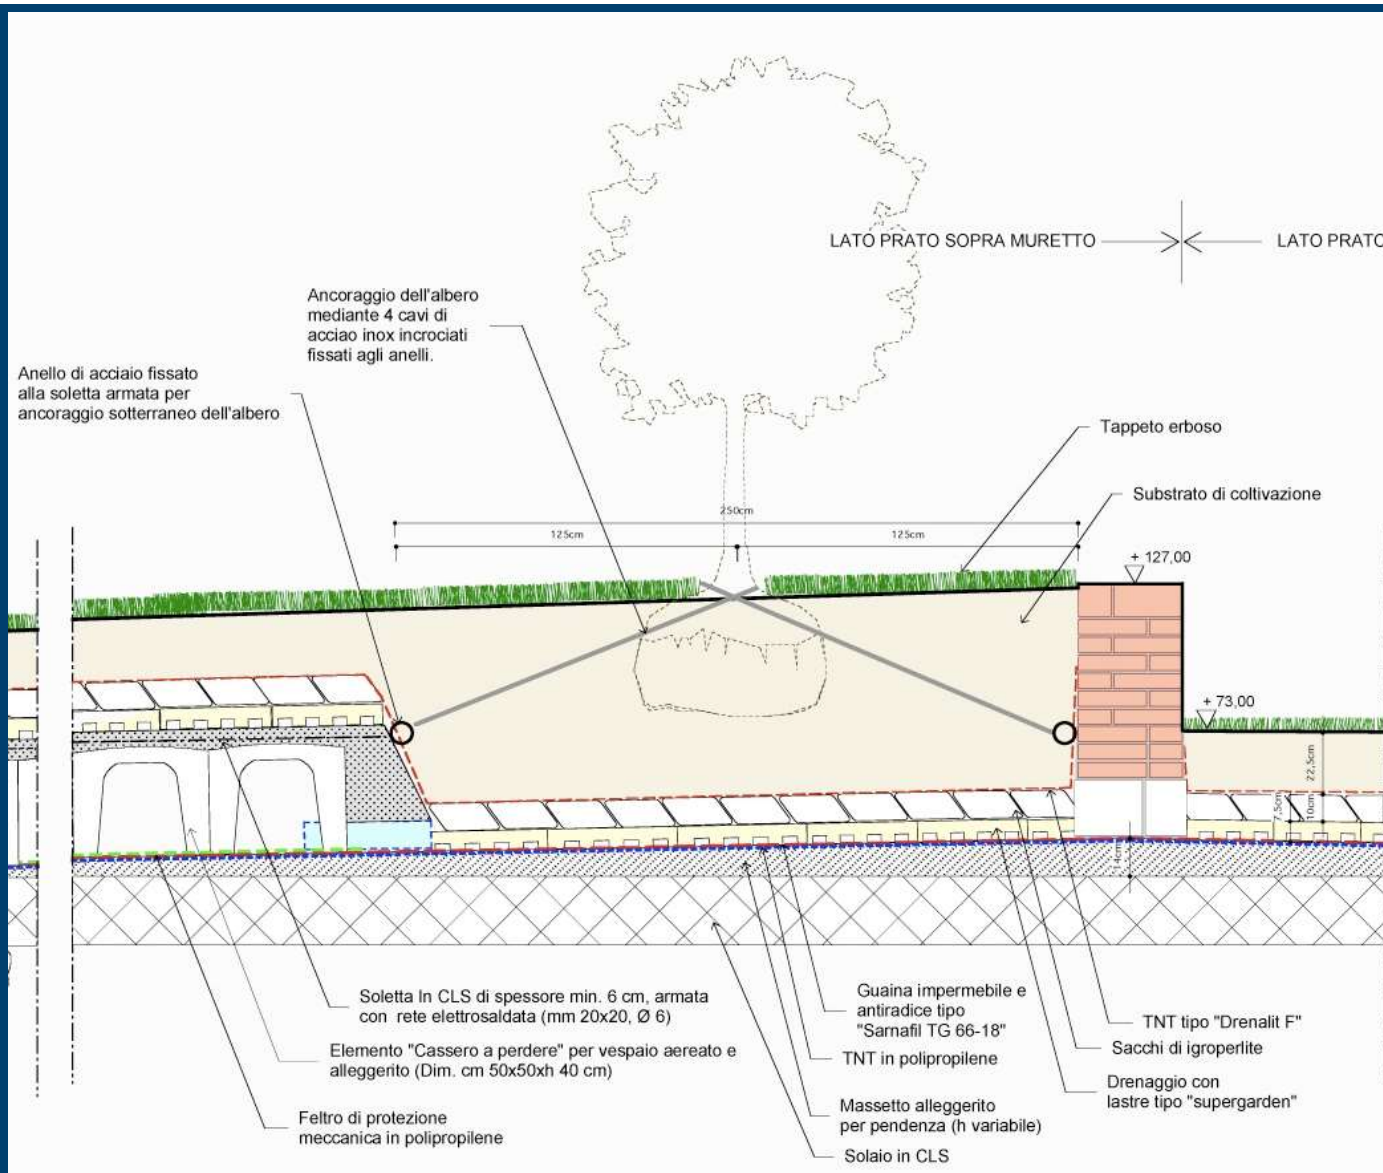 LATO PRATO SOPRA MURETTO
LATO PRATO
Ancoraggio dell'albero
mediante 4 cavi di
acciao inox incrociati
fissati agli anelli.
Anello di acciaio fissato
alla soletta armata per
ancoraggio sotterraneo dell'albero
Tappeto erboso
Substrato di coltivazione
250cm
125cm
125cm
+ 127,00
+ 73,00
22,5cm
7,5cm
10cm
Soletta In CLS di spessore min. 6 cm, armata
con rete elettrosaldata (mm 20x20, Ø 6)
Elemento "Cassero a perdere" per vespaio aereato e
alleggerito (Dim. cm 50x50xh 40 cm)
Feltro di protezione
meccanica in polipropilene
Guaina impermebile e
antiradice tipo
"Sarnafil TG 66-18"
TNT in polipropilene
Massetto alleggerito
per pendenza (h variabile)
Solaio in CLS
TNT tipo "Drenalit F"
Sacchi di igroperlite
Drenaggio con
lastre tipo "supergarden"